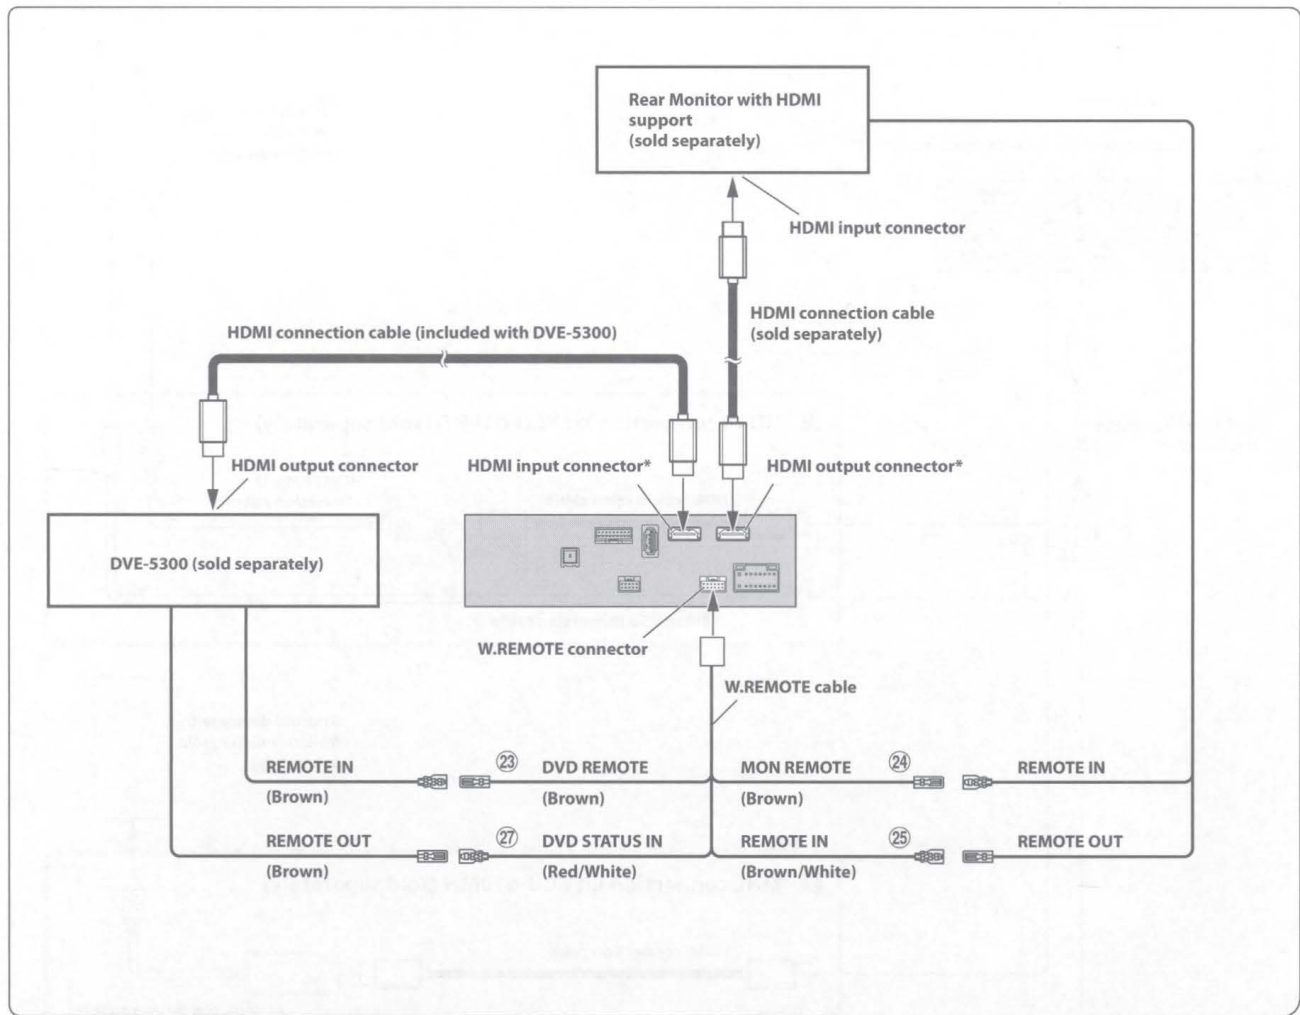 Rear Monitor with HDMI
support
(sold separately)
HDMI input connector
HDMI connection cable
(sold separately)
HDMI connection cable (included with DVE-5300)
HDMI output connector
HDMI input connector*
HDMI output connector*
DVE-5300 (sold separately)
W.REMOTE connector
W.REMOTE cable
REMOTE IN
(Brown)
㉓
DVD REMOTE
(Brown)
MON REMOTE
(Brown)
㉔
REMOTE IN
REMOTE OUT
(Brown)
㉗
DVD STATUS IN
(Red/White)
REMOTE IN
(Brown/White)
㉕
REMOTE OUT